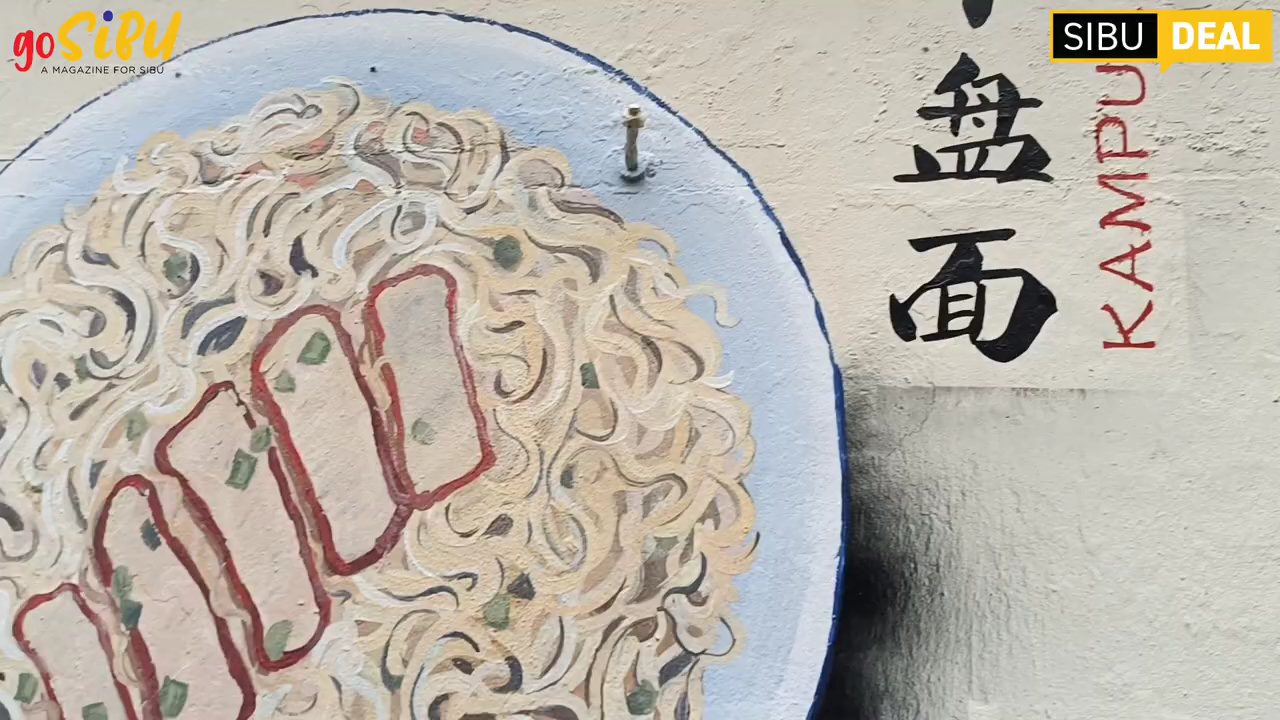 goSiBU
A MAGAZINE FOR SIBU
SIBU DEAL
盘面
KAMPU